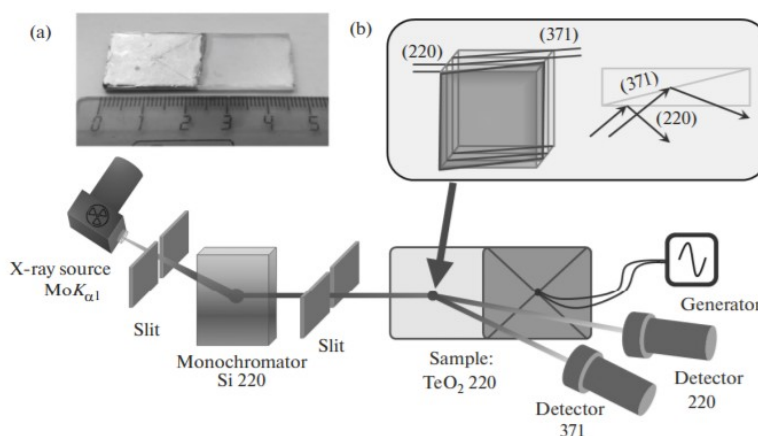 (a)
0 1 2 3 4 5
(b)
(220)
(371)
(371)
(220)
X-ray source
MoKα1
Slit
Monochromator
Si 220
Slit
Sample:
TeO2 220
Generator
Detector
220
Detector
371